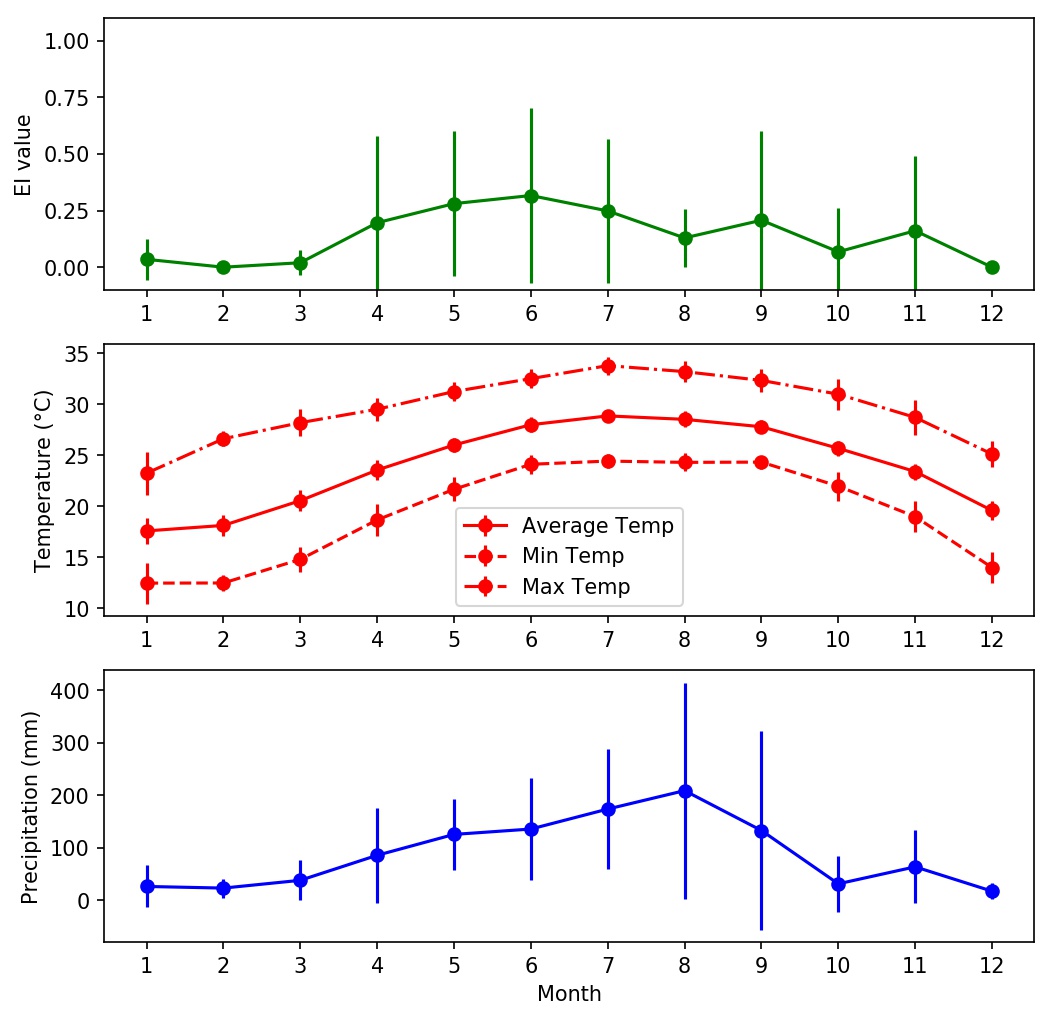 1.00
0.75
0.50
0.25
0.00
EI value
1 2 3 4 5 6 7 8 9 10 11 12
35
30
25
20
15
10
Temperature (°C)
Average Temp
Min Temp
Max Temp
1 2 3 4 5 6 7 8 9 10 11 12
400
300
200
100
0
Precipitation (mm)
1 2 3 4 5 6 7 8 9 10 11 12
Month